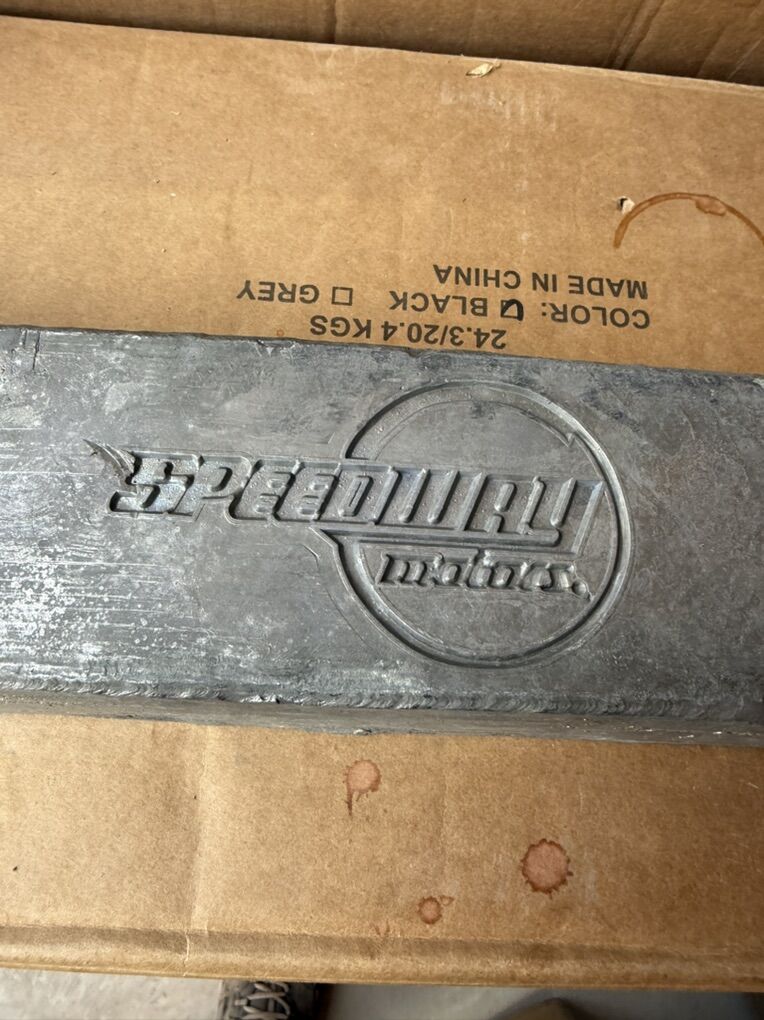 SPEEDWAY
motors.
24.3/20.4 KGS
COLOR: BLACK GREY
MADE IN CHINA